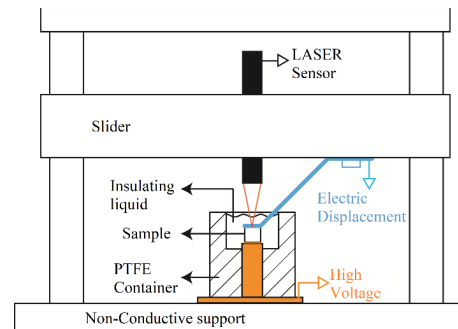 LASER
Sensor
Slider
Insulating
liquid
Electric
Displacement
Sample
PTFE
Container
High
Voltage
Non-Conductive support